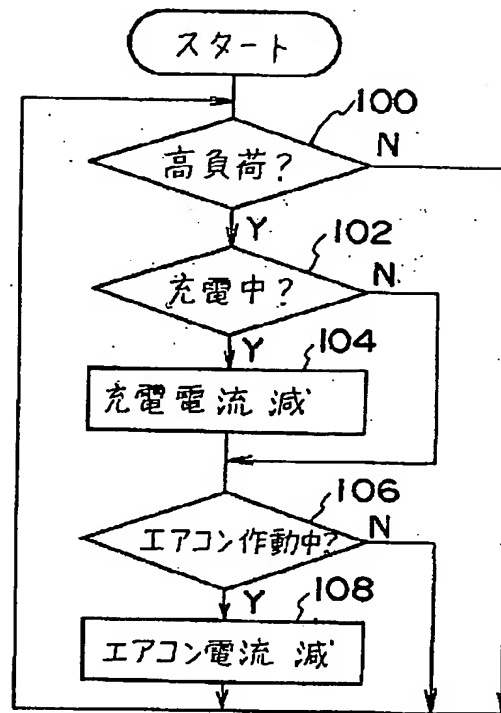 スタート
100
高負荷?
N
Y
102
充電中?
N
Y
104
充電電流 減
106
エアコン作動中?
N
Y
108
エアコン電流 減